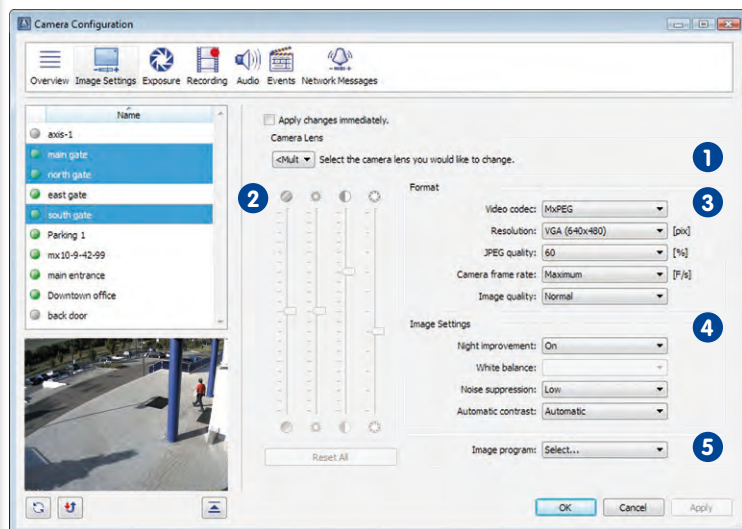 Camera Configuration
Overview Image Settings Exposure Recording Audio Events Network Messages
Name
axis-1
main gate
north gate
east gate
south gate
Parking 1
mx10-9-42-99
main entrance
Downtown office
back door
Apply changes immediately.
Camera Lens
<Mult Select the camera lens you would like to change.
1
2
Format
3
Video codec: MxPEG
Resolution: VGA (640x480) [pix]
JPEG quality: 60 [%]
Camera frame rate: Maximum [F/s]
Image quality: Normal
Image Settings
4
Night improvement: On
White balance:
Noise suppression: Low
Automatic contrast: Automatic
Image program: Select...
5
Reset All
OK Cancel Apply